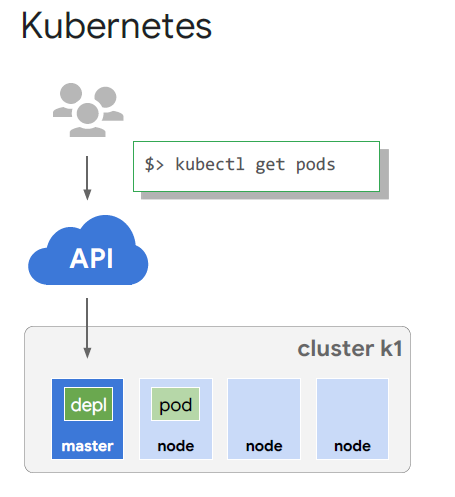 Kubernetes
$> kubectl get pods
API
cluster k1
depl
pod
master
node
node
node